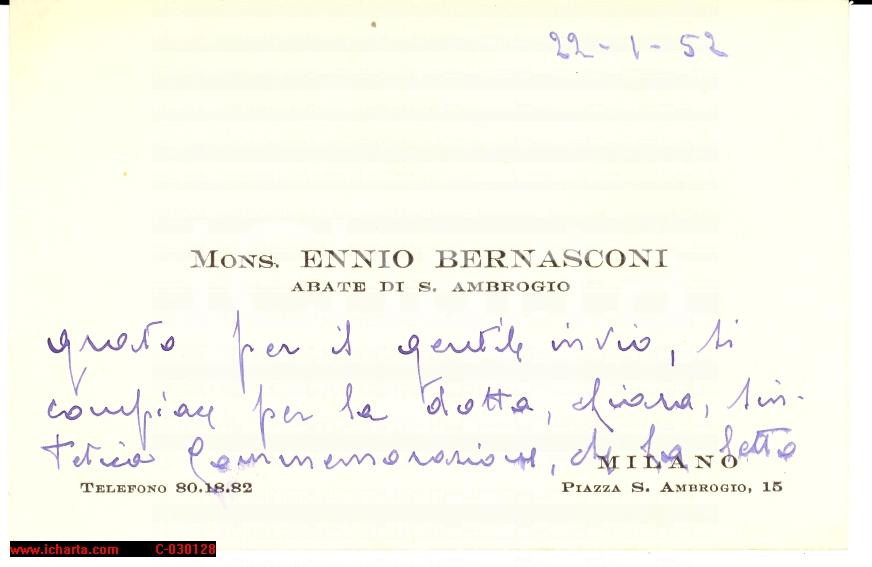 22-1-52
MONS. ENNIO BERNASCONI
ABATE DI S. AMBROGIO
grato per il gentile invio, si
compiace per la dotta, chiara, sin-
tetica Commemorazione, che ha letto
MILANO
TELEFONO 80.18.82
PIAZZA S. AMBROGIO, 15
www.icharta.com C-030128